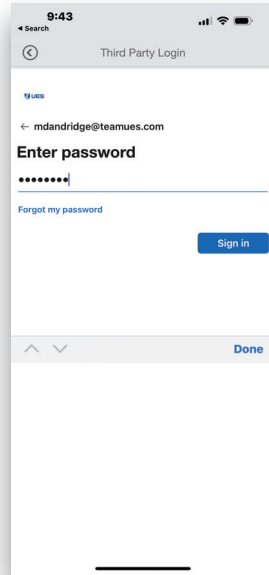 9:43
◂ Search
Third Party Login
UES
← mdandridge@teamues.com
Enter password
••••••••
Forgot my password
Sign in
Done